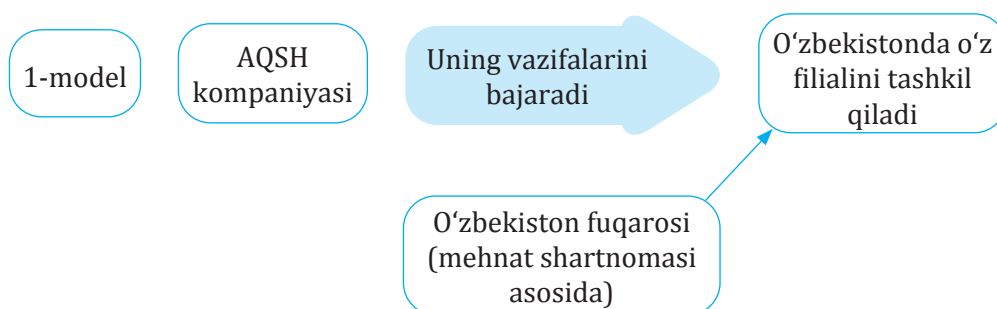 1-model
AQSH
kompaniyasi
Uning vazifalarini
bajaradi
O‘zbekistonda o‘z
filialini tashkil
qiladi
O‘zbekiston fuqarosi
(mehnat shartnomasi
asosida)